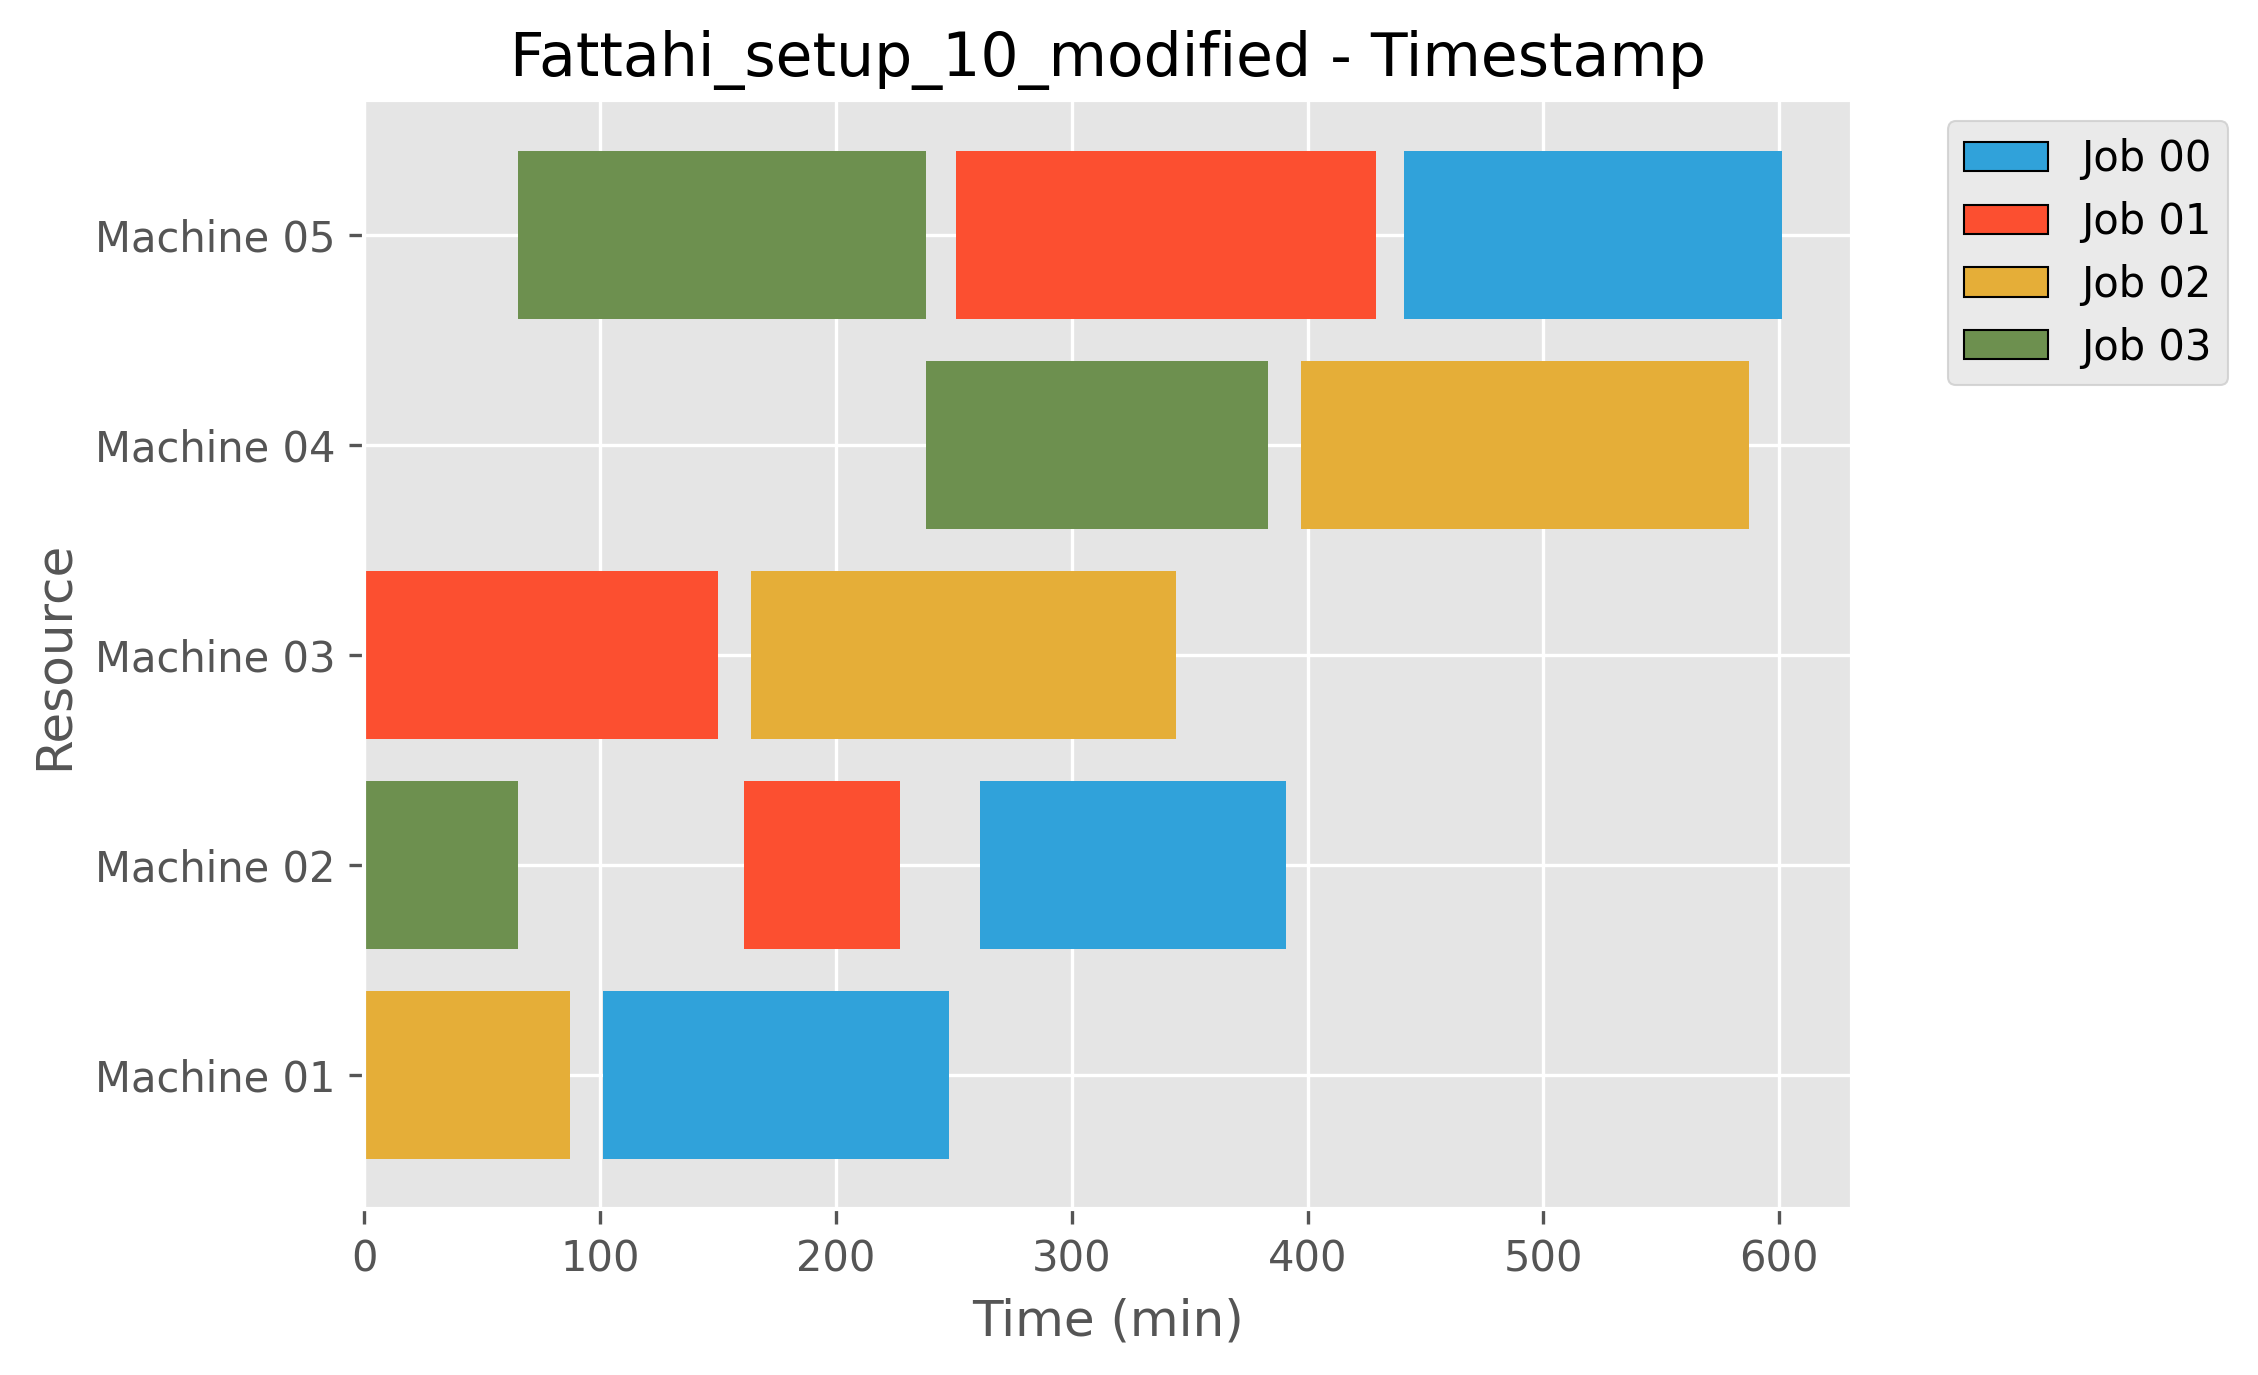 Fattahi_setup_10_modified - Timestamp
Job 00
Job 01
Job 02
Job 03
Machine 05
Machine 04
Machine 03
Machine 02
Machine 01
Resource
0 100 200 300 400 500 600
Time (min)